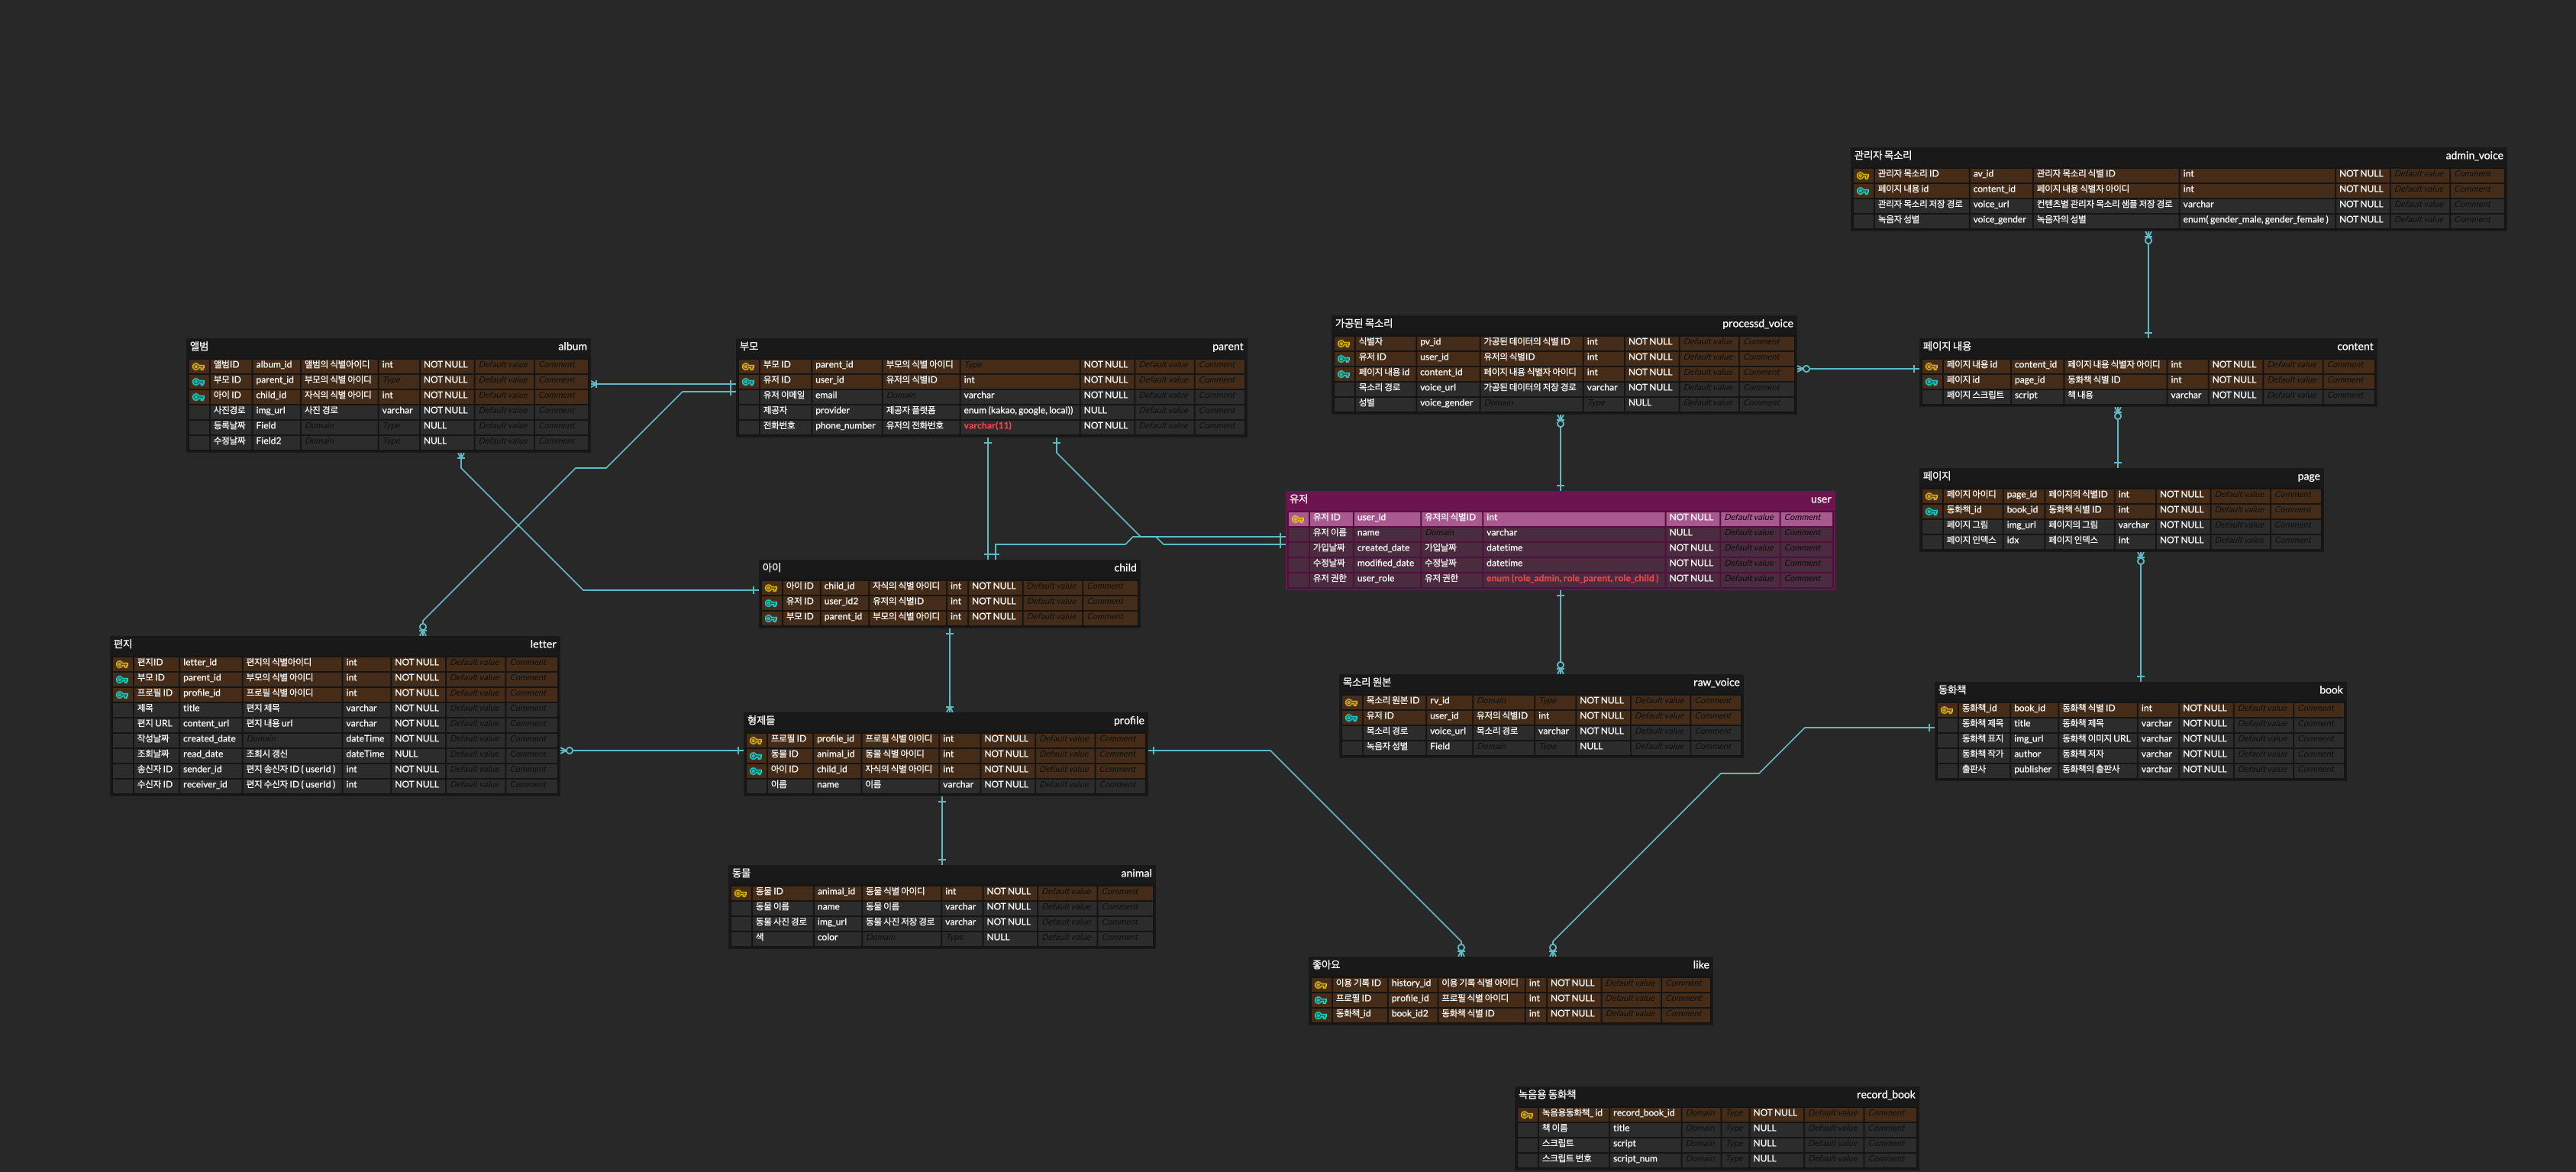 관리자 목소리 admin_voice
관리자 목소리 ID av_id 관리자 목소리 식별 ID int NOT NULL Default value Comment
페이지 내용 id content_id 페이지 내용 식별자 아이디 int NOT NULL Default value Comment
관리자 목소리 저장 경로 voice_url 컨텐츠별 관리자 목소리 샘플 저장 경로 varchar NOT NULL Default value Comment
녹음자 성별 voice_gender 녹음자의 성별 enum( gender_male, gender_female ) NOT NULL Default value Comment
가공된 목소리 processd_voice
식별자 pv_id 가공된 데이터의 식별 ID int NOT NULL Default value Comment
유저 ID user_id 유저의 식별ID int NOT NULL Default value Comment
페이지 내용 id content_id 페이지 내용 식별자 아이디 int NOT NULL Default value Comment
목소리 경로 voice_url 가공된 데이터의 저장 경로 varchar NOT NULL Default value Comment
성별 voice_gender Domain Type NULL Default value Comment
앨범 album
앨범ID album_id 앨범의 식별아이디 int NOT NULL Default value Comment
부모 ID parent_id 부모의 식별 아이디 Type NOT NULL Default value Comment
아이 ID child_id 자식의 식별 아이디 int NOT NULL Default value Comment
사진경로 img_url 사진 경로 varchar NOT NULL Default value Comment
등록날짜 Field Domain Type NULL Default value Comment
수정날짜 Field2 Domain Type NULL Default value Comment
부모 parent
부모 ID parent_id 부모의 식별 아이디 Type NOT NULL Default value Comment
유저 ID user_id 유저의 식별ID int NOT NULL Default value Comment
유저 이메일 email Domain varchar NOT NULL Default value Comment
제공자 provider 제공자 플랫폼 enum (kakao, google, local)) NULL Default value Comment
전화번호 phone_number 유저의 전화번호 varchar(11) NOT NULL Default value Comment
페이지 내용 content
페이지 내용 id content_id 페이지 내용 식별자 아이디 int NOT NULL Default value Comment
페이지 id page_id 동화책 식별 ID int NOT NULL Default value Comment
페이지 스크립트 script 책 내용 varchar NOT NULL Default value Comment
페이지 page
페이지 아이디 page_id 페이지의 식별ID int NOT NULL Default value Comment
동화책_id book_id 동화책 식별 ID int NOT NULL Default value Comment
페이지 그림 img_url 페이지의 그림 varchar NOT NULL Default value Comment
페이지 인덱스 idx 페이지 인덱스 int NOT NULL Default value Comment
유저 user
유저 ID user_id 유저의 식별ID int NOT NULL Default value Comment
유저 이름 name Domain varchar NULL Default value Comment
가입날짜 created_date 가입날짜 datetime NOT NULL Default value Comment
수정날짜 modified_date 수정날짜 datetime NOT NULL Default value Comment
유저 권한 user_role 유저 권한 enum (role_admin, role_parent, role_child ) NOT NULL Default value Comment
아이 child
아이 ID child_id 자식의 식별 아이디 int NOT NULL Default value Comment
유저 ID user_id2 유저의 식별ID int NOT NULL Default value Comment
부모 ID parent_id 부모의 식별 아이디 int NOT NULL Default value Comment
편지 letter
편지ID letter_id 편지의 식별아이디 int NOT NULL Default value Comment
부모 ID parent_id 부모의 식별 아이디 int NOT NULL Default value Comment
프로필 ID profile_id 프로필 식별 아이디 int NOT NULL Default value Comment
제목 title 편지 제목 varchar NOT NULL Default value Comment
편지 URL content_url 편지 내용 url varchar NOT NULL Default value Comment
작성날짜 created_date Domain dateTime NOT NULL Default value Comment
조회날짜 read_date 조회시 갱신 dateTime NULL Default value Comment
송신자 ID sender_id 편지 송신자 ID ( userId ) int NOT NULL Default value Comment
수신자 ID receiver_id 편지 수신자 ID ( userId ) int NOT NULL Default value Comment
목소리 원본 raw_voice
목소리 원본 ID rv_id Domain Type NOT NULL Default value Comment
유저 ID user_id 유저의 식별ID int NOT NULL Default value Comment
목소리 경로 voice_url 목소리 경로 varchar NOT NULL Default value Comment
녹음자 성별 Field Domain Type NULL Default value Comment
동화책 book
동화책_id book_id 동화책 식별 ID int NOT NULL Default value Comment
동화책 제목 title 동화책 제목 varchar NOT NULL Default value Comment
동화책 표지 img_url 동화책 이미지 URL varchar NOT NULL Default value Comment
동화책 작가 author 동화책 저자 varchar NOT NULL Default value Comment
출판사 publisher 동화책의 출판사 varchar NOT NULL Default value Comment
형제들 profile
프로필 ID profile_id 프로필 식별 아이디 int NOT NULL Default value Comment
동물 ID animal_id 동물 식별 아이디 int NOT NULL Default value Comment
아이 ID child_id 자식의 식별 아이디 int NOT NULL Default value Comment
이름 name 이름 varchar NOT NULL Default value Comment
동물 animal
동물 ID animal_id 동물 식별 아이디 int NOT NULL Default value Comment
동물 이름 name 동물 이름 varchar NOT NULL Default value Comment
동물 사진 경로 img_url 동물 사진 저장 경로 varchar NOT NULL Default value Comment
색 color Domain Type NULL Default value Comment
좋아요 like
이용 기록 ID history_id 이용 기록 식별 아이디 int NOT NULL Default value Comment
프로필 ID profile_id 프로필 식별 아이디 int NOT NULL Default value Comment
동화책_id book_id2 동화책 식별 ID int NOT NULL Default value Comment
녹음용 동화책 record_book
녹음용동화책_ id record_book_id Domain Type NOT NULL Default value Comment
책 이름 title Domain Type NULL Default value Comment
스크립트 script Domain Type NULL Default value Comment
스크립트 번호 script_num Domain Type NULL Default value Comment